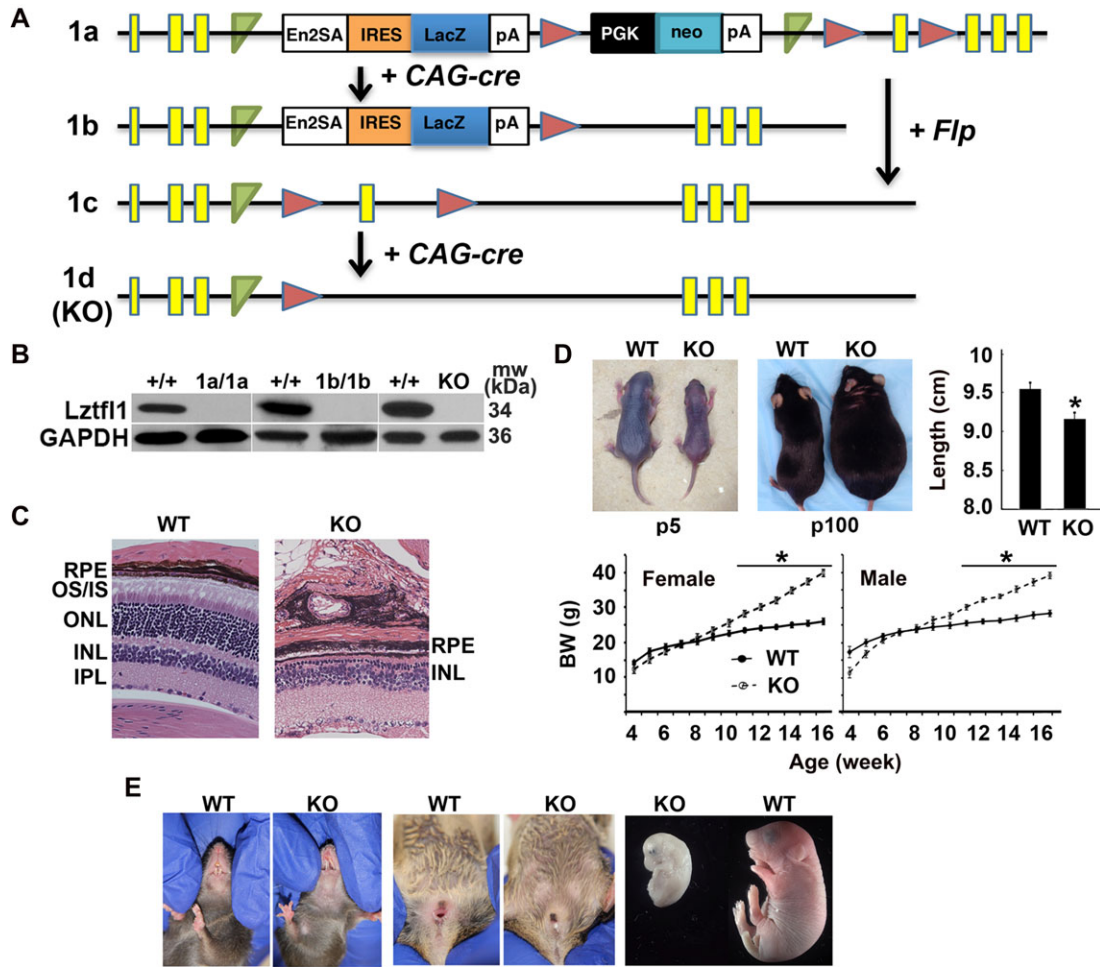 A
1a En2SA IRES LacZ pA PGK neo pA
+ CAG-cre
1b En2SA IRES LacZ pA
+ Flp
1c
+ CAG-cre
1d
(KO)
B
+/+ 1a/1a +/+ 1b/1b +/+ KO mw
(kDa)
Lztfl1 34
GAPDH 36
C
WT KO
RPE
OS/IS
ONL
INL
IPL
RPE
INL
D
WT KO WT KO
p5 p100
Length (cm)
10
9.5
9.0
8.5
8.0
*
WT KO
BW (g)
40
30
20
10
0
Female * Male *
WT
KO
4 6 8 10 12 14 16 4 6 8 10 12 14 16
Age (week)
E
WT KO WT KO KO WT